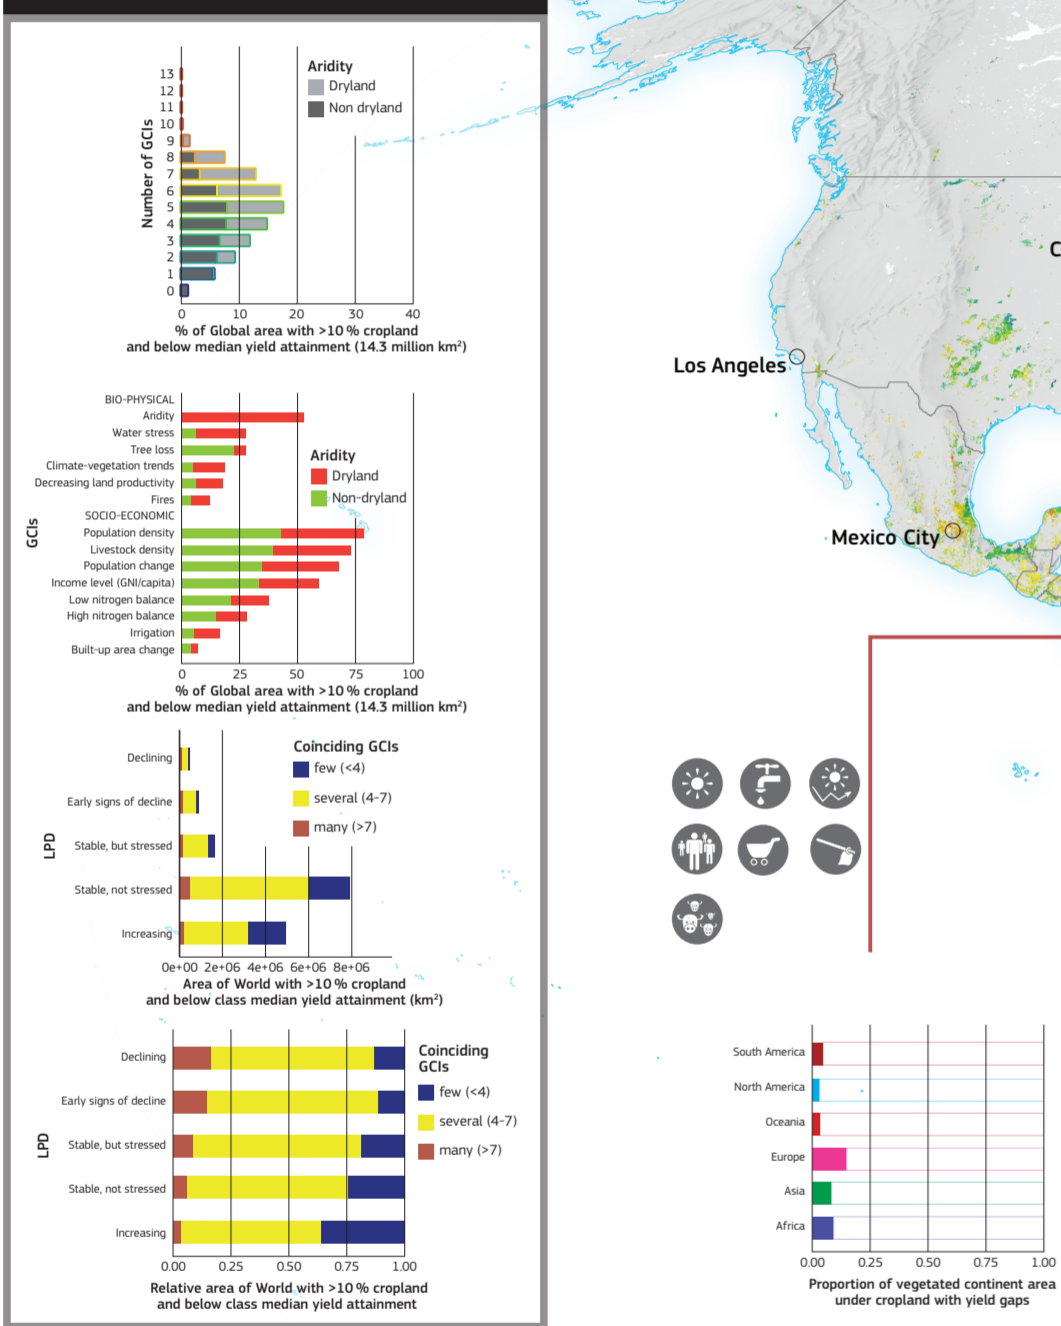 Aridity
Dryland
Non dryland
Number of GCIs
13
12
11
10
9
8
7
6
5
4
3
2
1
0
0 10 20 30 40
% of Global area with >10 % cropland
and below median yield attainment (14.3 million km²)
GCIs
BIO-PHYSICAL
Aridity
Water stress
Tree loss
Climate-vegetation trends
Decreasing land productivity
Fires
SOCIO-ECONOMIC
Population density
Livestock density
Population change
Income level (GNI/capita)
Low nitrogen balance
High nitrogen balance
Irrigation
Built-up area change
Aridity
Dryland
Non-dryland
0 25 50 75 100
% of Global area with >10 % cropland
and below median yield attainment (14.3 million km²)
Coinciding GCIs
few (<4)
several (4-7)
many (>7)
LPD
Declining
Early signs of decline
Stable, but stressed
Stable, not stressed
Increasing
0e+00 2e+06 4e+06 6e+06 8e+06
Area of World with >10 % cropland
and below class median yield attainment (km²)
Coinciding
GCIs
few (<4)
several (4-7)
many (>7)
LPD
Declining
Early signs of decline
Stable, but stressed
Stable, not stressed
Increasing
0.00 0.25 0.50 0.75 1.00
Relative area of World with >10 % cropland
and below class median yield attainment
C
Los Angeles
Mexico City
South America
North America
Oceania
Europe
Asia
Africa
0.00 0.25 0.50 0.75 1.00
Proportion of vegetated continent area
under cropland with yield gaps